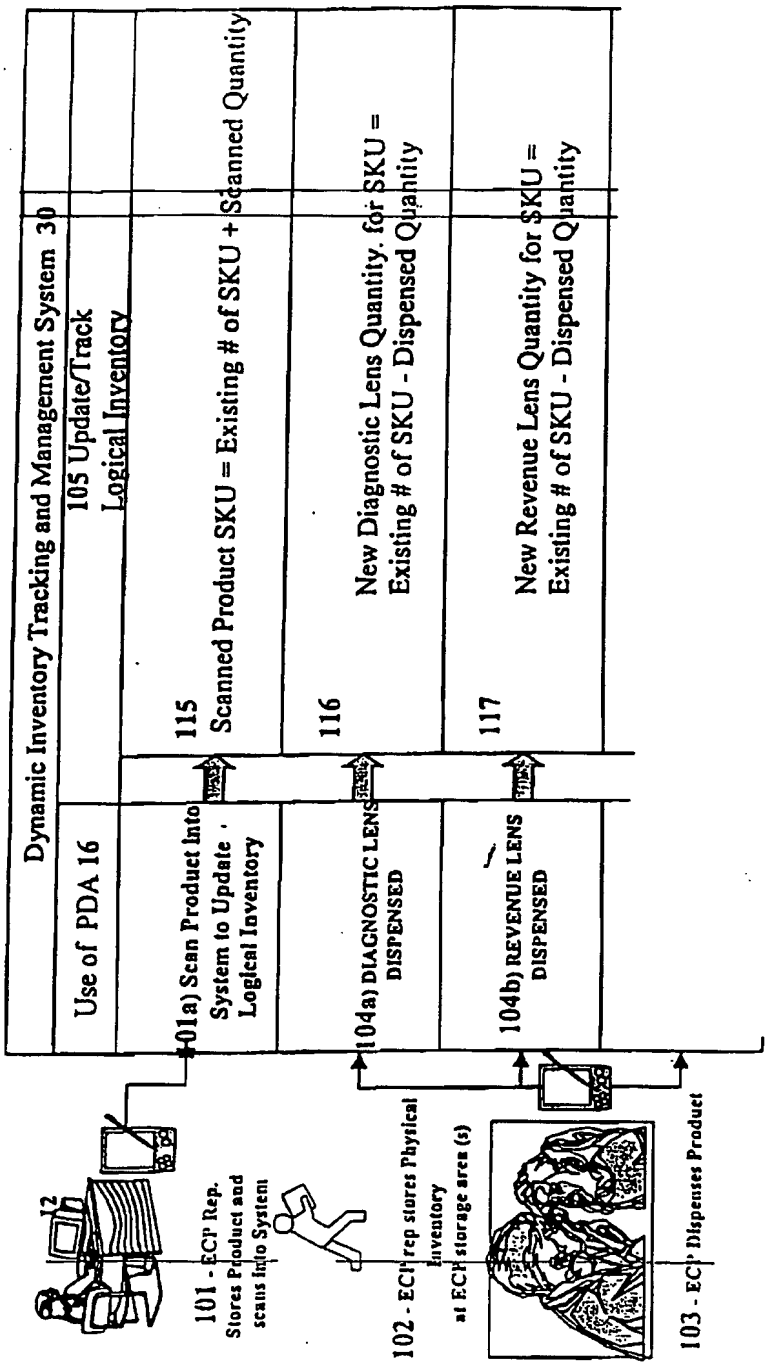 Dynamic Inventory Tracking and Management System 30
Use of PDA 16
105 Update/Track
Logical Inventory
12
101 - ECP Rep.
Stores Product and
scans into System
01a) Scan Product Into
System to Update
Logical Inventory
115
Scanned Product SKU = Existing # of SKU + Scanned Quantity
102 - ECP rep stores Physical
Inventory
at ECP storage area (s)
104a) DIAGNOSTIC LENS
DISPENSED
116
New Diagnostic Lens Quantity. for SKU =
Existing # of SKU - Dispensed Quantity
104b) REVENUE LENS
DISPENSED
117
New Revenue Lens Quantity for SKU =
Existing # of SKU - Dispensed Quantity
103 - ECP Dispenses Product